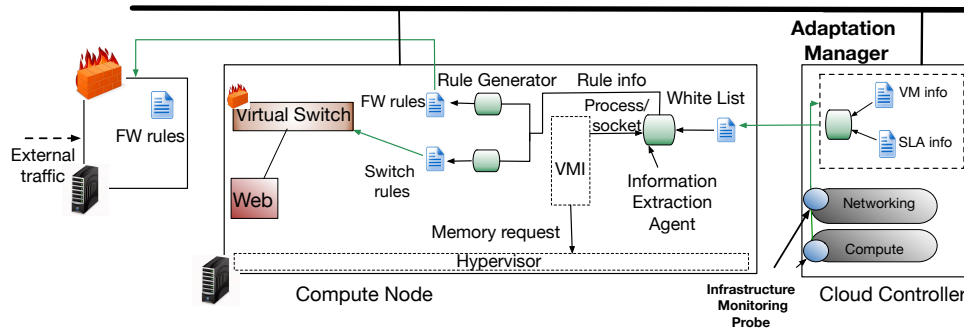 Adaptation
Manager
FW rules
External
traffic
Rule Generator
Rule info
FW rules
Process/
socket
White List
Virtual Switch
Switch
rules
VMI
Web
Information
Extraction
Agent
Memory request
Hypervisor
Compute Node
VM info
SLA info
Networking
Compute
Infrastructure
Monitoring
Probe
Cloud Controller